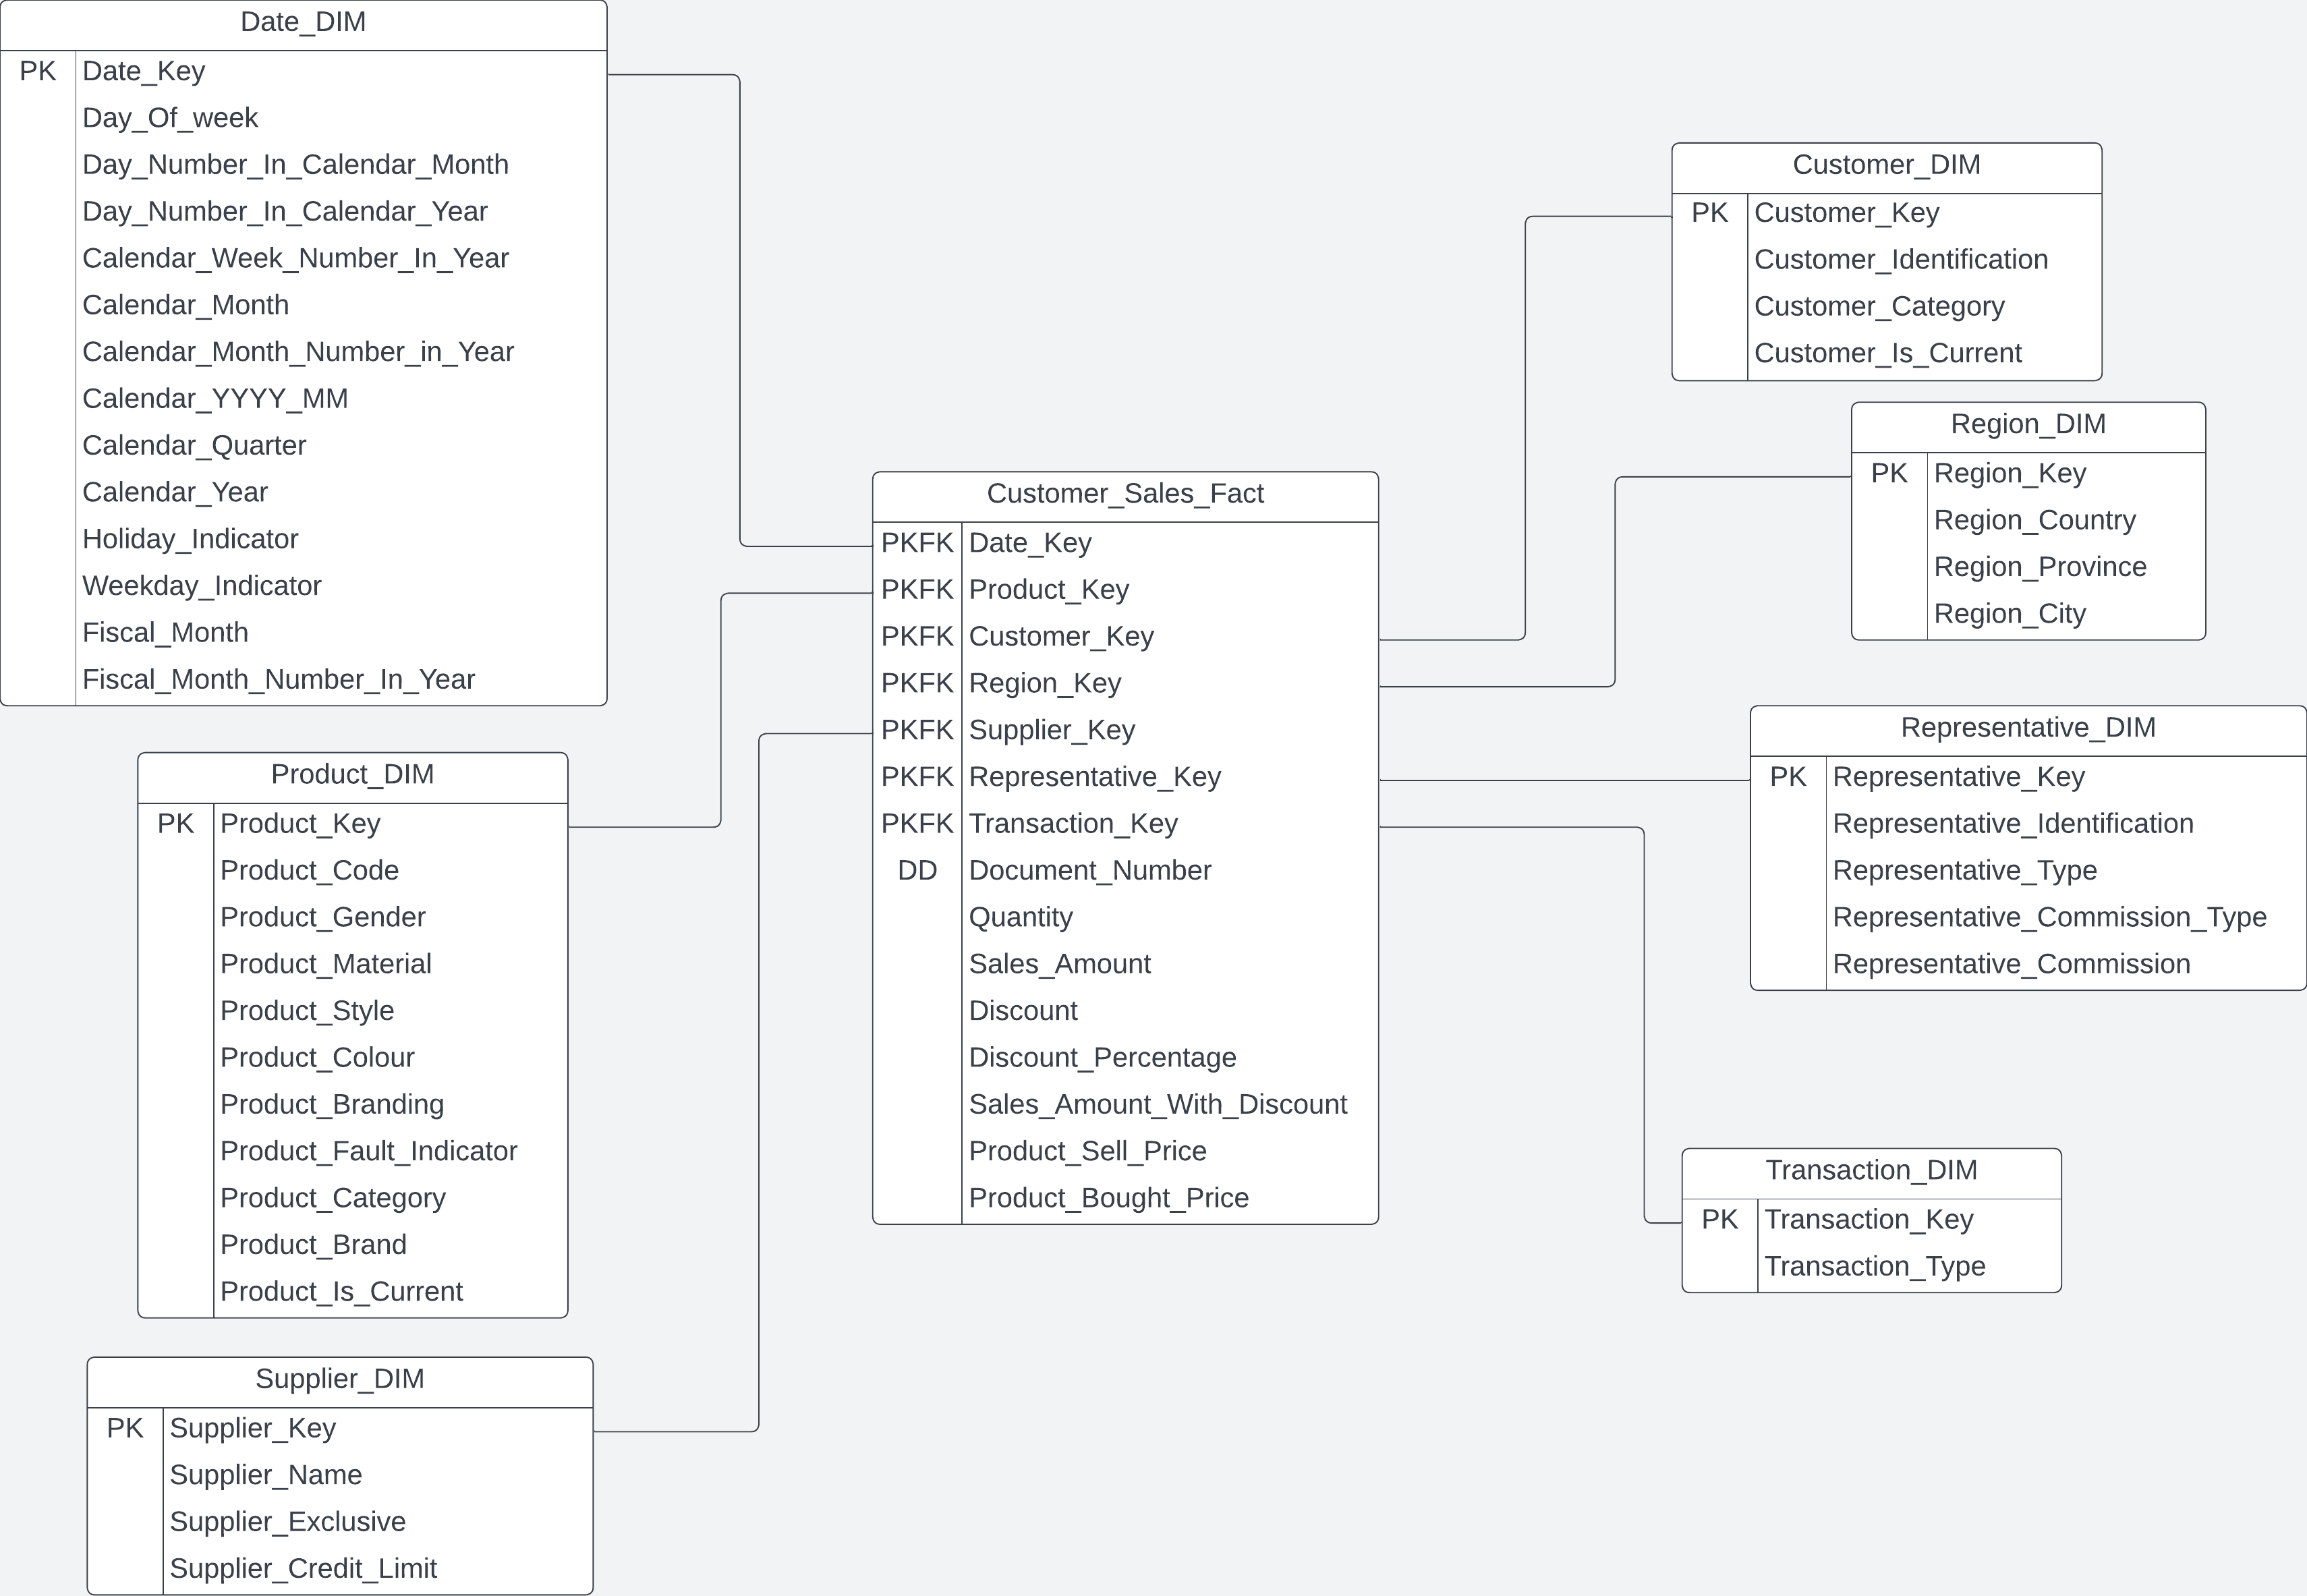 Date_DIM
PK Date_Key
Day_Of_week
Day_Number_In_Calendar_Month
Day_Number_In_Calendar_Year
Calendar_Week_Number_In_Year
Calendar_Month
Calendar_Month_Number_in_Year
Calendar_YYYY_MM
Calendar_Quarter
Calendar_Year
Holiday_Indicator
Weekday_Indicator
Fiscal_Month
Fiscal_Month_Number_In_Year
Product_DIM
PK Product_Key
Product_Code
Product_Gender
Product_Material
Product_Style
Product_Colour
Product_Branding
Product_Fault_Indicator
Product_Category
Product_Brand
Product_Is_Current
Supplier_DIM
PK Supplier_Key
Supplier_Name
Supplier_Exclusive
Supplier_Credit_Limit
Customer_Sales_Fact
PKFK Date_Key
PKFK Product_Key
PKFK Customer_Key
PKFK Region_Key
PKFK Supplier_Key
PKFK Representative_Key
PKFK Transaction_Key
DD Document_Number
Quantity
Sales_Amount
Discount
Discount_Percentage
Sales_Amount_With_Discount
Product_Sell_Price
Product_Bought_Price
Customer_DIM
PK Customer_Key
Customer_Identification
Customer_Category
Customer_Is_Current
Region_DIM
PK Region_Key
Region_Country
Region_Province
Region_City
Representative_DIM
PK Representative_Key
Representative_Identification
Representative_Type
Representative_Commission_Type
Representative_Commission
Transaction_DIM
PK Transaction_Key
Transaction_Type